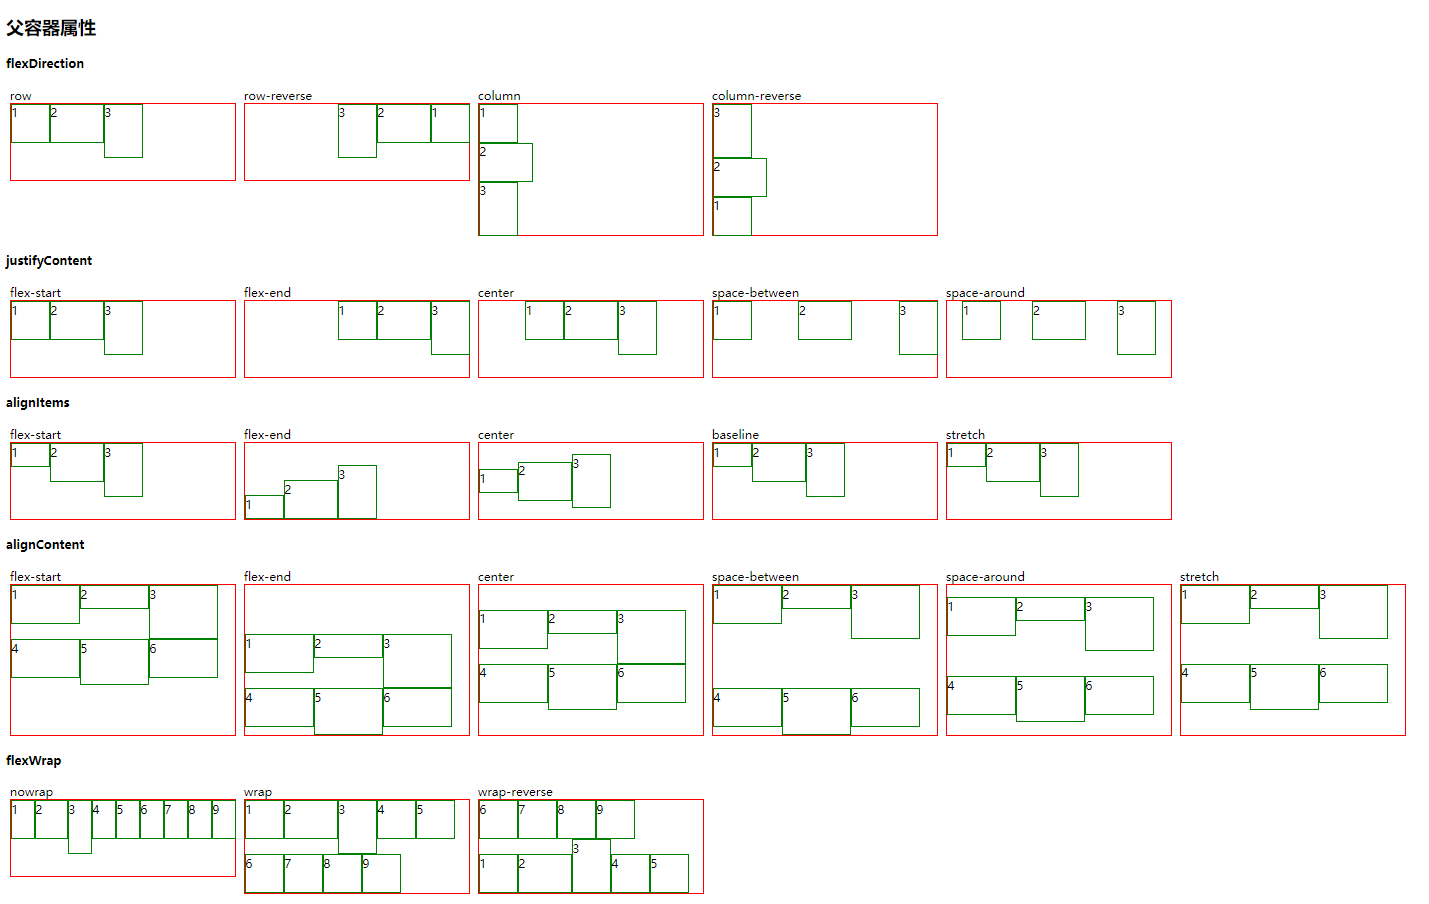 父容器属性
flexDirection
row row-reverse column column-reverse
1 2 3 3 2 1 1 3
2
2
3
1
justifyContent
flex-start flex-end center space-between space-around
1 2 3 1 2 3 1 2 3 1 2 3 1 2 3
alignItems
flex-start flex-end center baseline stretch
1 2 3 1 2 3 1 2 3 1 2 3 1 2 3
alignContent
flex-start flex-end center space-between space-around stretch
1 2 3 1 2 3 1 2 3 1 2 3 1 2 3 1 2 3
4 5 6 4 5 6 4 5 6 4 5 6 4 5 6 4 5 6
flexWrap
nowrap wrap wrap-reverse
1 2 3 4 5 6 7 8 9 1 2 3 4 5 6 7 8 9
3
6 7 8 9 1 2 4 5